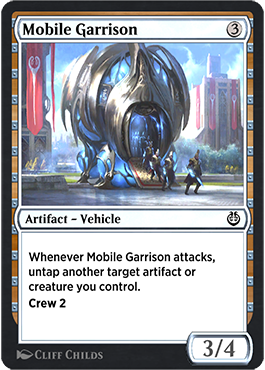 Mobile Garrison 3
Artifact – Vehicle
Whenever Mobile Garrison attacks,
untap another target artifact or
creature you control.
Crew 2
3/4
Cliff Childs